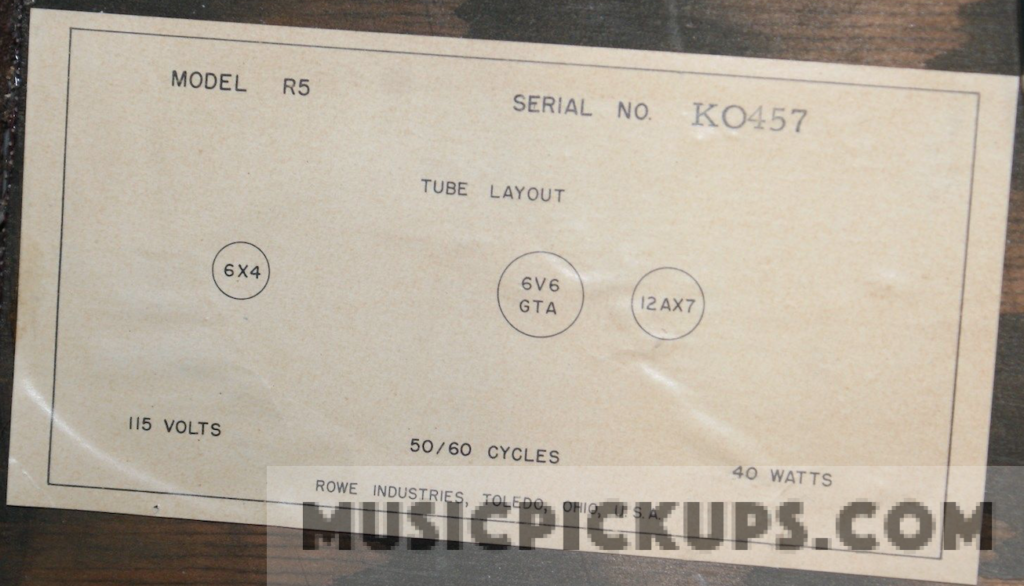 MODEL R5
SERIAL NO. KO457
TUBE LAYOUT
6X4
6V6
GTA
12AX7
115 VOLTS
50/60 CYCLES
40 WATTS
ROWE INDUSTRIES, TOLEDO, OHIO, U.S.A.
MUSICPICKUPS.COM